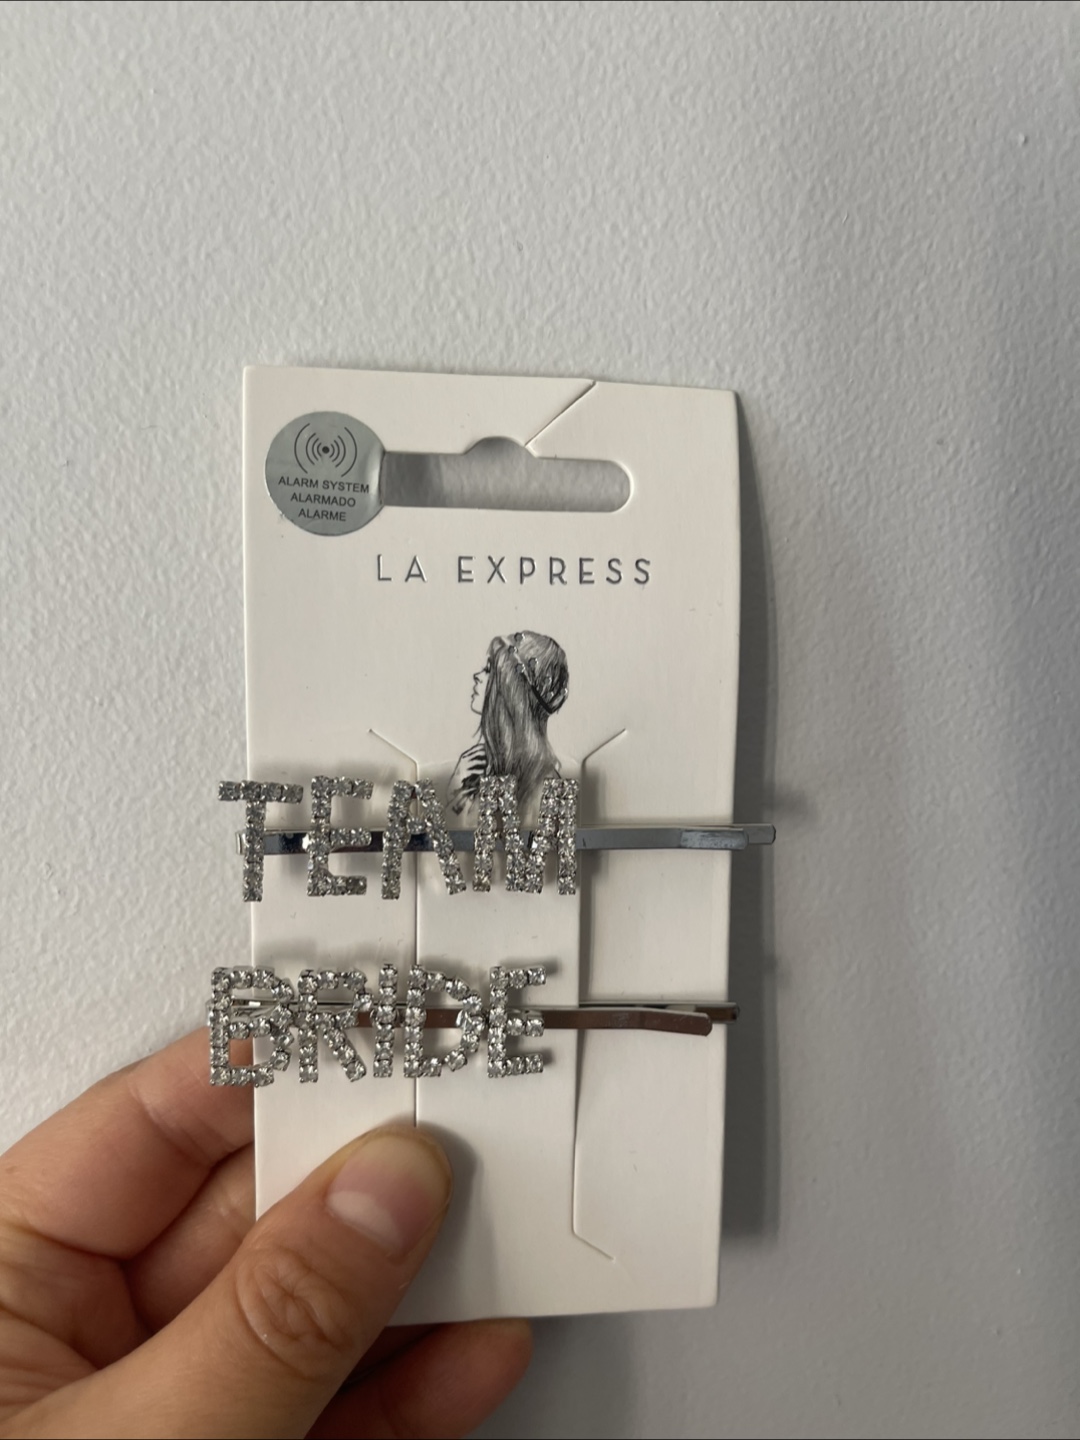 ALARM SYSTEM
ALARMADO
ALARME
LA EXPRESS
TEAM
BRIDE